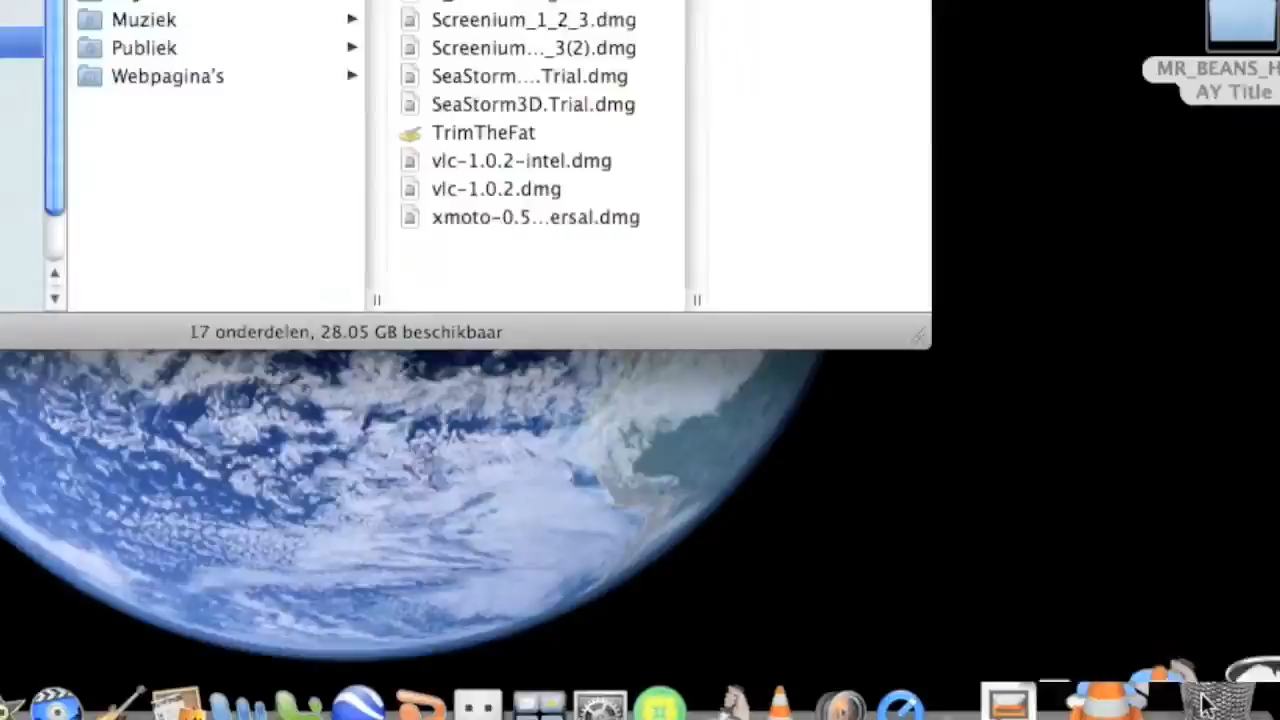 Muziek
Publiek
Webpagina's
Screenium_1_2_3.dmg
Screenium..._3(2).dmg
SeaStorm....Trial.dmg
SeaStorm3D.Trial.dmg
TrimTheFat
vlc-1.0.2-intel.dmg
vlc-1.0.2.dmg
xmoto-0.5...ersal.dmg
17 onderdelen, 28.05 GB beschikbaar
MR_BEANS_H
AY Title